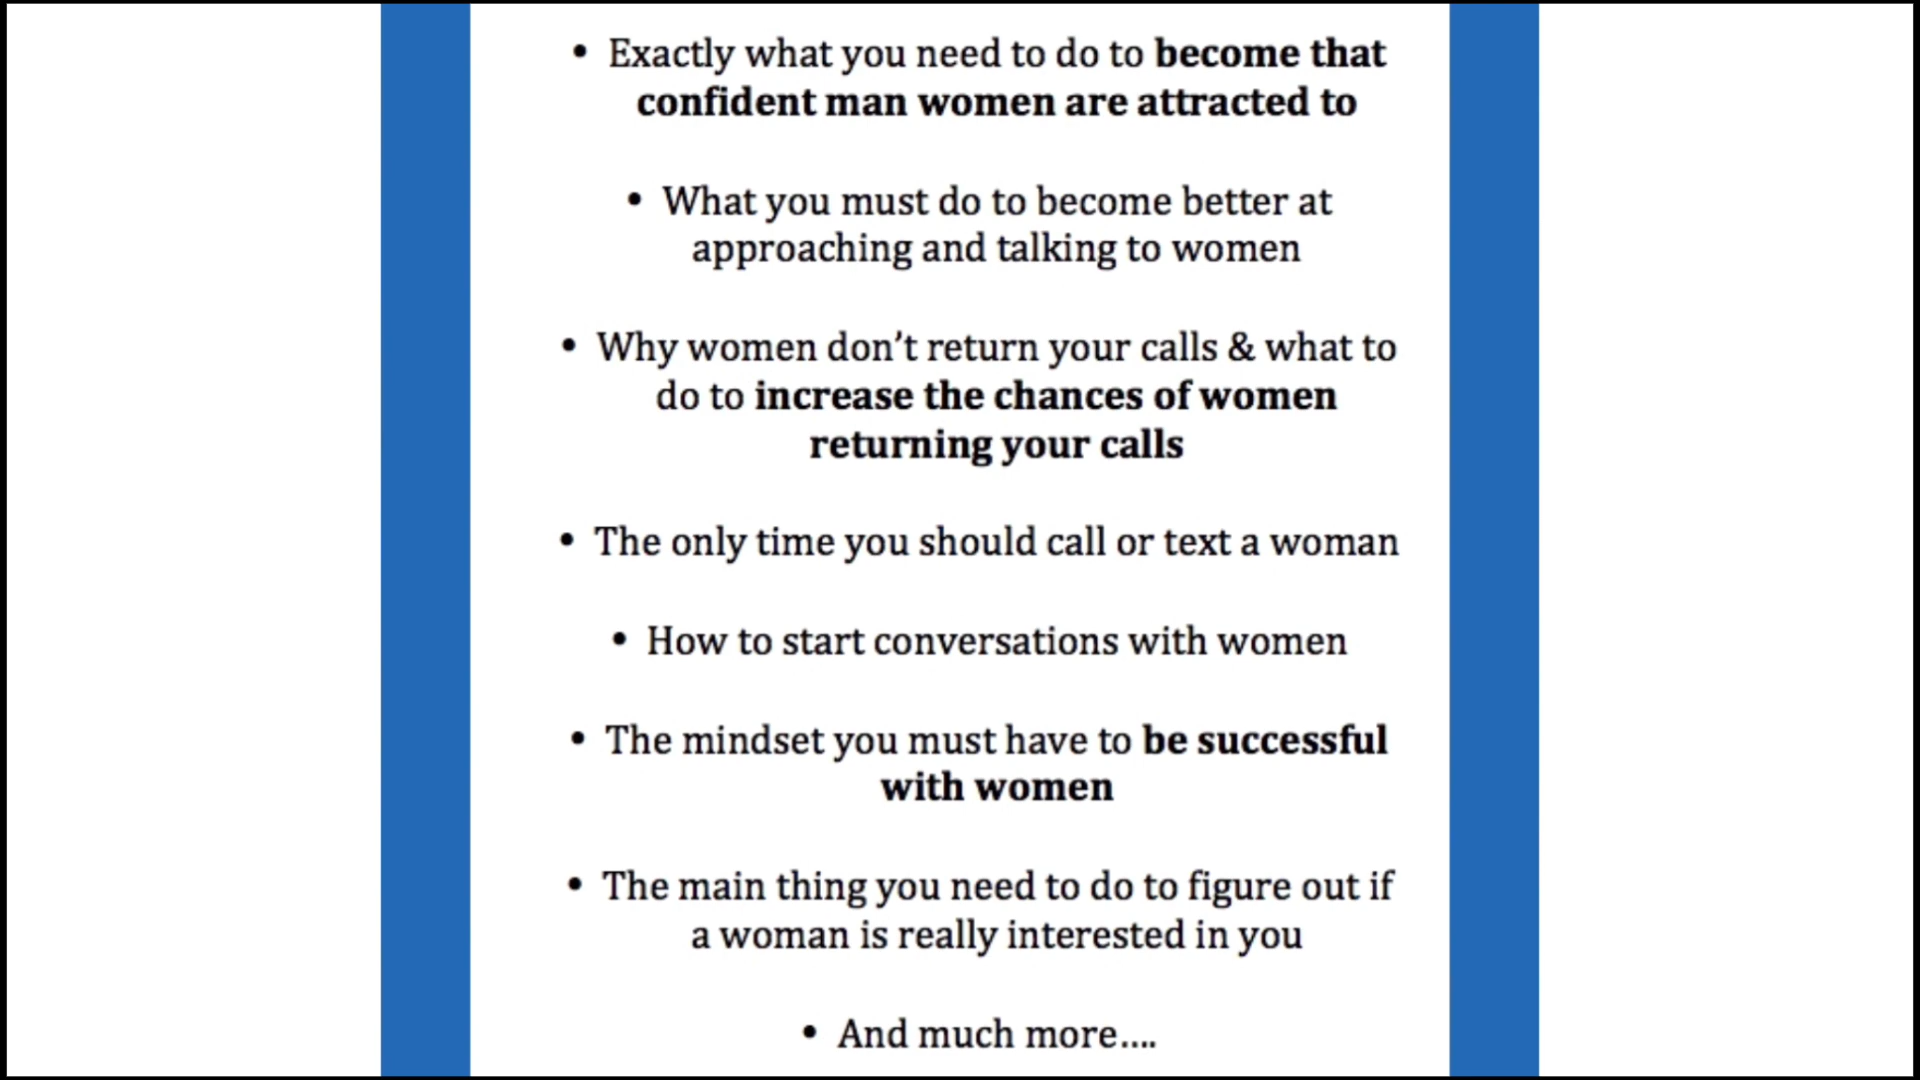 • Exactly what you need to do to become that
confident man women are attracted to
• What you must do to become better at
approaching and talking to women
• Why women don’t return your calls & what to
do to increase the chances of women
returning your calls
• The only time you should call or text a woman
• How to start conversations with women
• The mindset you must have to be successful
with women
• The main thing you need to do to figure out if
a woman is really interested in you
• And much more....